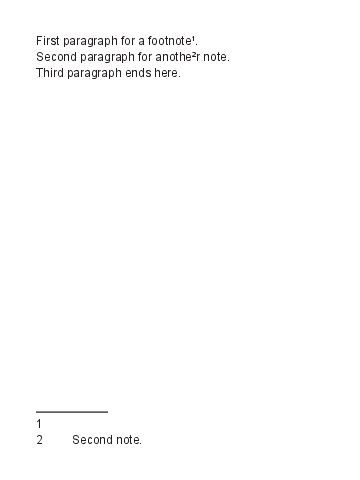 First paragraph for a footnote¹.
Second paragraph for anothe²r note.
Third paragraph ends here.
1
2 Second note.